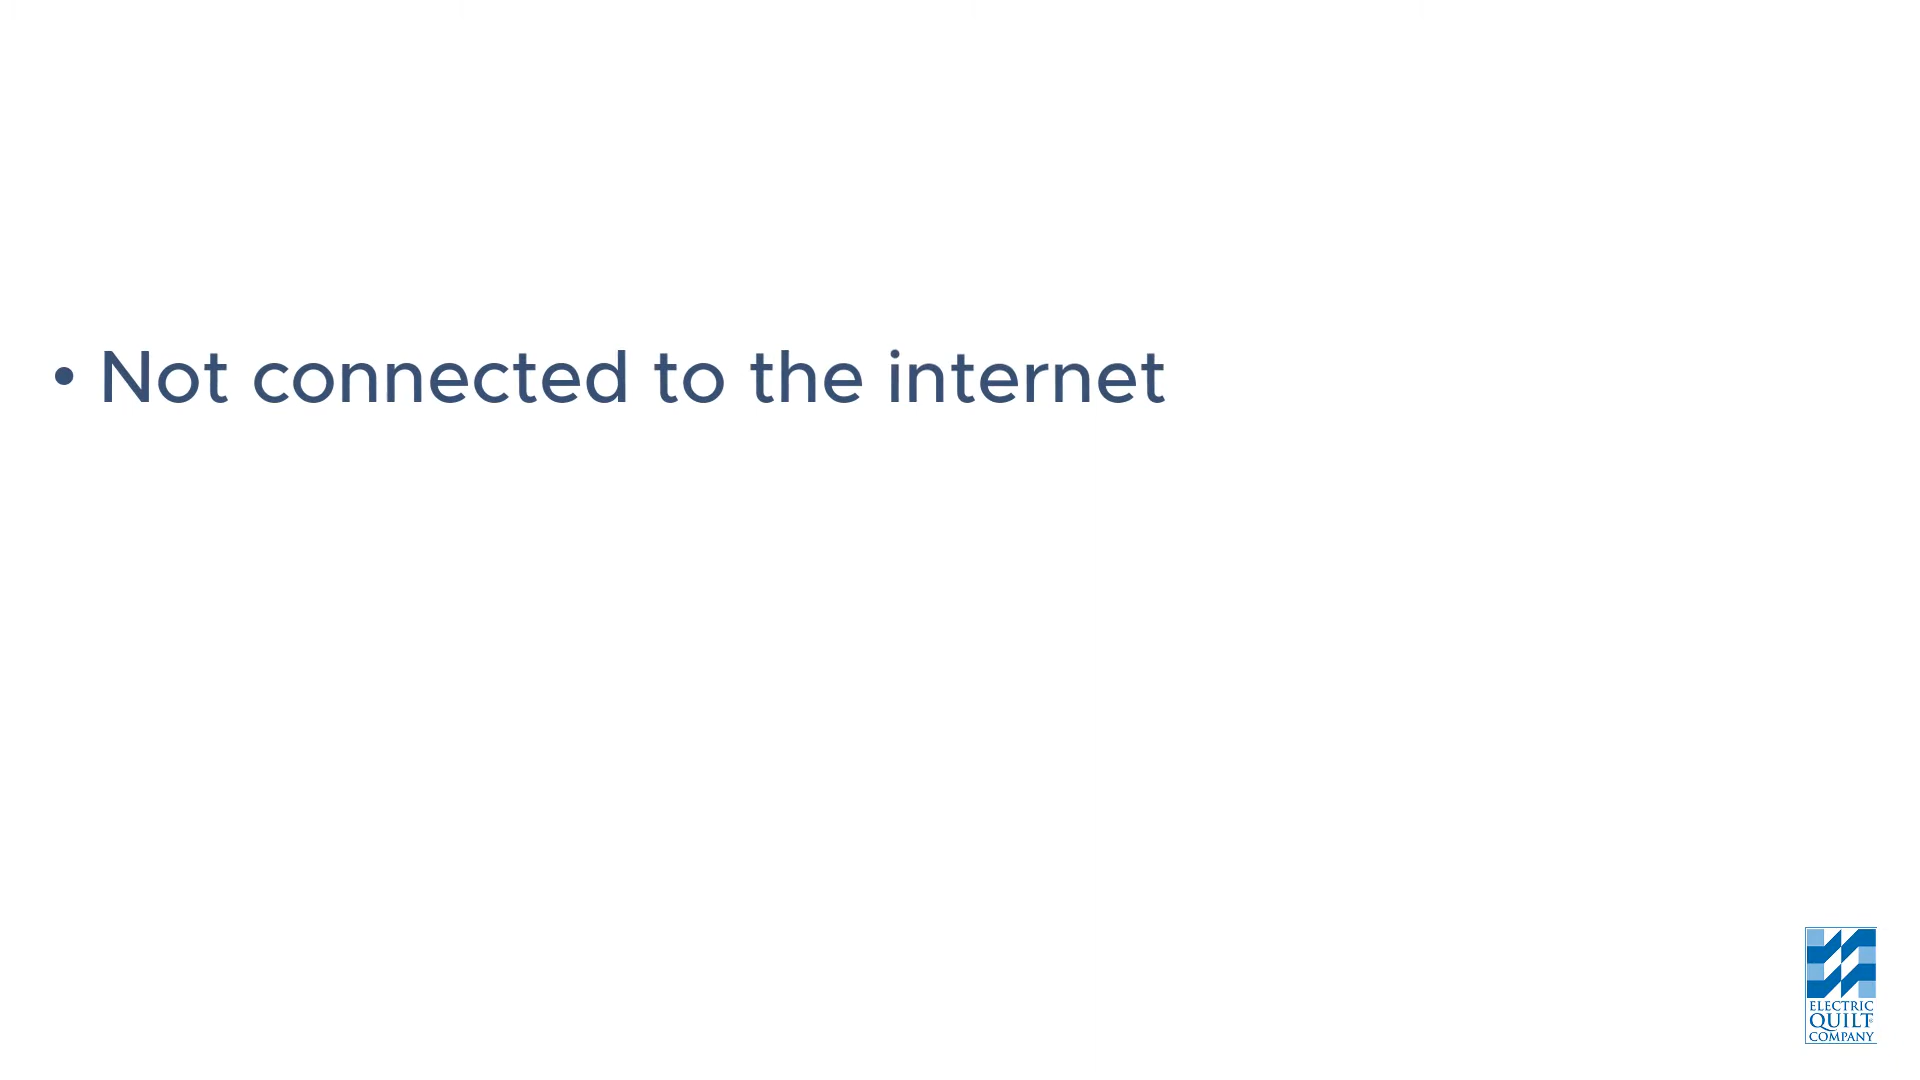 • Not connected to the internet
ELECTRIC
QUILT®
COMPANY